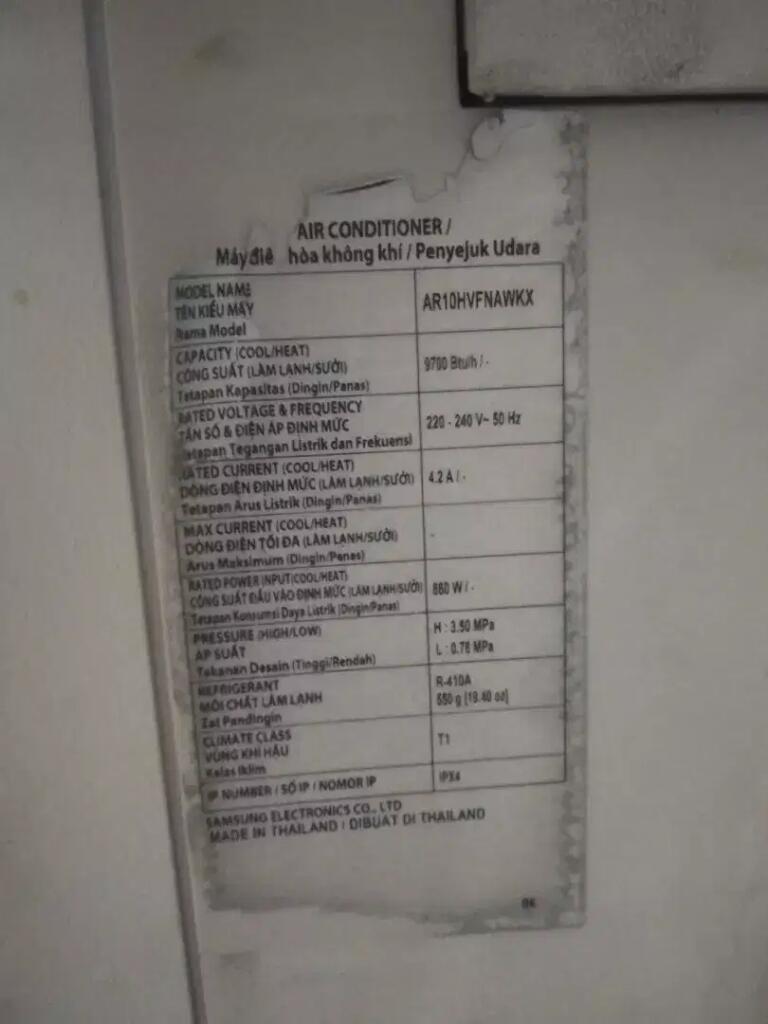 AIR CONDITIONER /
Máy điê hòa không khí / Penyejuk Udara
MODEL NAME
TÊN KIỂU MÁY
Nama Model
AR10HVFNAWKX
CAPACITY (COOL/HEAT)
CÔNG SUẤT (LÀM LẠNH/SƯỞI)
Tetapan Kapasitas (Dingin/Panas)
9700 Btu/h / -
RATED VOLTAGE & FREQUENCY
TẦN SỐ & ĐIỆN ÁP ĐỊNH MỨC
etapan Tegangan Listrik dan Frekuensi
220 - 240 V~ 50 Hz
RATED CURRENT (COOL/HEAT)
DÒNG ĐIỆN ĐỊNH MỨC (LÀM LẠNH/SƯỞI)
Tetapan Arus Listrik (Dingin/Panas)
4.2 A / -
MAX CURRENT (COOL/HEAT)
DÒNG ĐIỆN TỐI ĐA (LÀM LẠNH/SƯỞI)
Arus Maksimum (Dingin/Panas)
-
RATED POWER INPUT(COOL/HEAT)
CÔNG SUẤT ĐẦU VÀO ĐỊNH MỨC (LÀM LẠNH/SƯỞI)
Tetapan Konsumsi Daya Listrik (Dingin/Panas)
860 W / -
PRESSURE (HIGH/LOW)
ÁP SUẤT
Tekanan Desain (Tinggi/Rendah)
H : 3.50 MPa
L : 0.78 MPa
REFRIGERANT
MÔI CHẤT LÀM LẠNH
Zat Pendingin
R-410A
550 g [19.40 oz]
CLIMATE CLASS
VÙNG KHÍ HẬU
Kelas Iklim
T1
IP NUMBER / SỐ IP / NOMOR IP
IPX4
SAMSUNG ELECTRONICS CO., LTD
MADE IN THAILAND / DIBUAT DI THAILAND